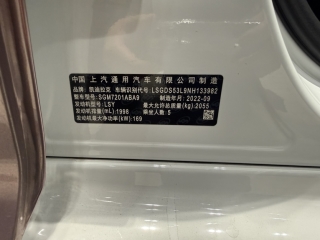 中国 上汽通用汽车有限公司制造
品牌:凯迪拉克 车辆识别代号:LSGDS53L9NH133982
整车型号:SGM7201ABA9 制造年月:2022-09
发动机型号:LSY 最大允许总质量(kg):2055
发动机排量(mL):1998 乘坐人数:5
发动机最大净功率(kW):169